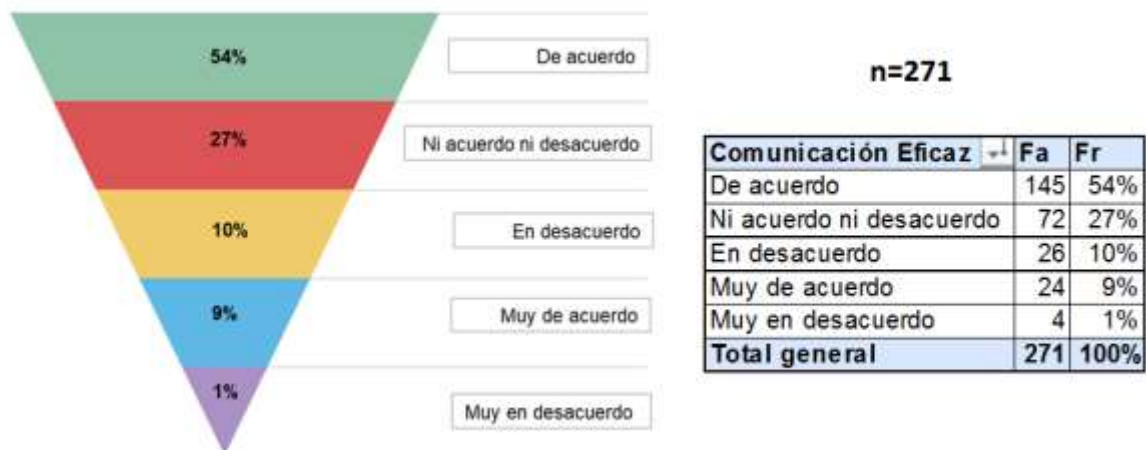 54%
De acuerdo
27%
Ni acuerdo ni desacuerdo
10%
En desacuerdo
9%
Muy de acuerdo
1%
Muy en desacuerdo
n=271
Comunicación Eficaz Fa Fr
De acuerdo 145 54%
Ni acuerdo ni desacuerdo 72 27%
En desacuerdo 26 10%
Muy de acuerdo 24 9%
Muy en desacuerdo 4 1%
Total general 271 100%